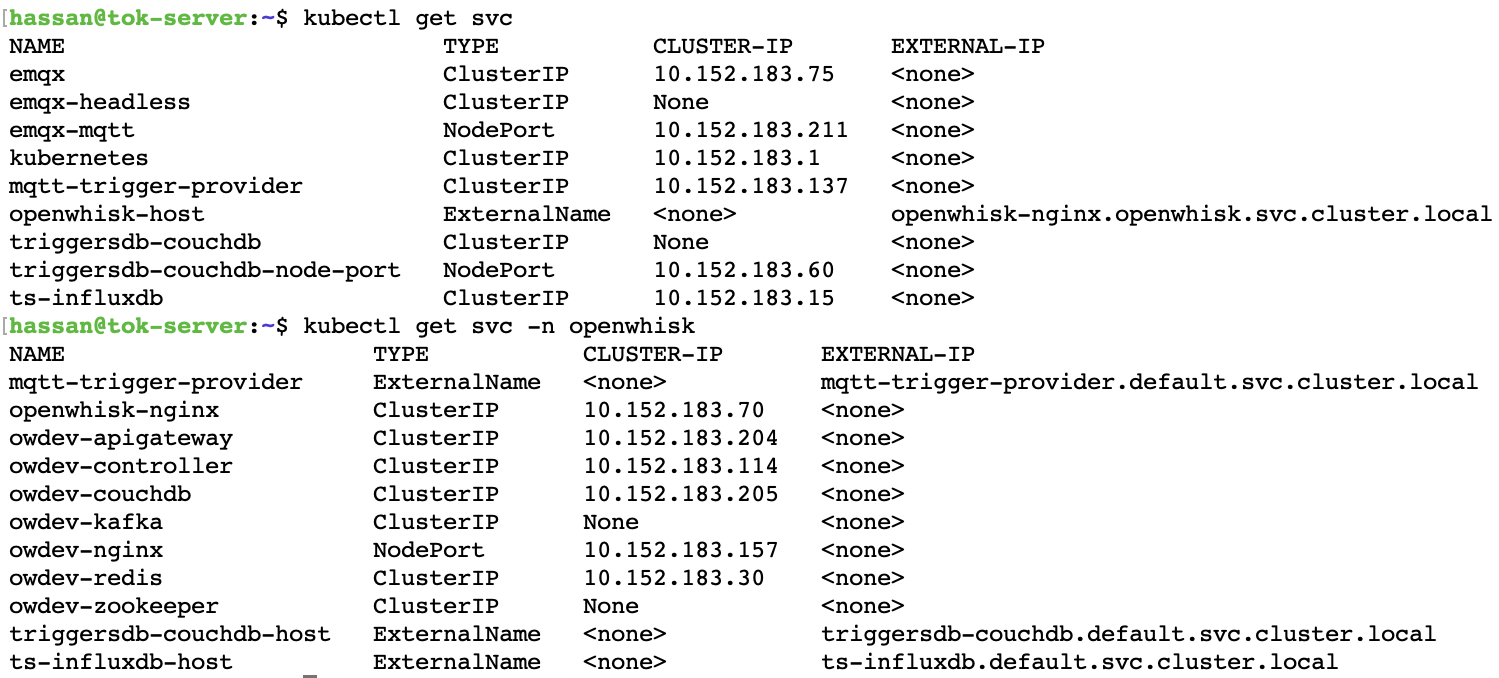 [hassan@tok-server:~$ kubectl get svc
NAME TYPE CLUSTER-IP EXTERNAL-IP
emqx ClusterIP 10.152.183.75 <none>
emqx-headless ClusterIP None <none>
emqx-mqtt NodePort 10.152.183.211 <none>
kubernetes ClusterIP 10.152.183.1 <none>
mqtt-trigger-provider ClusterIP 10.152.183.137 <none>
openwhisk-host ExternalName <none> openwhisk-nginx.openwhisk.svc.cluster.local
triggersdb-couchdb ClusterIP None <none>
triggersdb-couchdb-node-port NodePort 10.152.183.60 <none>
ts-influxdb ClusterIP 10.152.183.15 <none>
[hassan@tok-server:~$ kubectl get svc -n openwhisk
NAME TYPE CLUSTER-IP EXTERNAL-IP
mqtt-trigger-provider ExternalName <none> mqtt-trigger-provider.default.svc.cluster.local
openwhisk-nginx ClusterIP 10.152.183.70 <none>
owdev-apigateway ClusterIP 10.152.183.204 <none>
owdev-controller ClusterIP 10.152.183.114 <none>
owdev-couchdb ClusterIP 10.152.183.205 <none>
owdev-kafka ClusterIP None <none>
owdev-nginx NodePort 10.152.183.157 <none>
owdev-redis ClusterIP 10.152.183.30 <none>
owdev-zookeeper ClusterIP None <none>
triggersdb-couchdb-host ExternalName <none> triggersdb-couchdb.default.svc.cluster.local
ts-influxdb-host ExternalName <none> ts-influxdb.default.svc.cluster.local